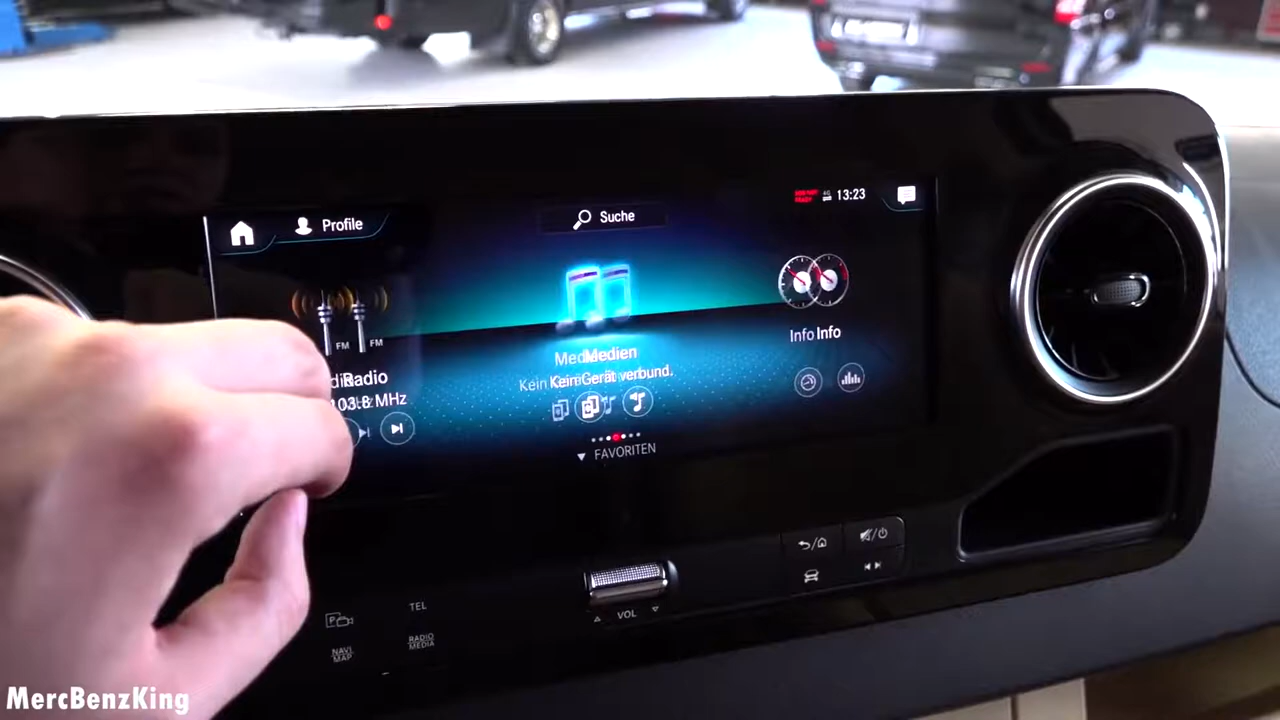 Profile
Suche
13:23
FM
FM
Radio
103.8 MHz
Medien
Kein Gerät verbund.
Info Info
FAVORITEN
VOL
TEL
RADIO
MEDIA
NAVI
MAP
P
MercBenzKing